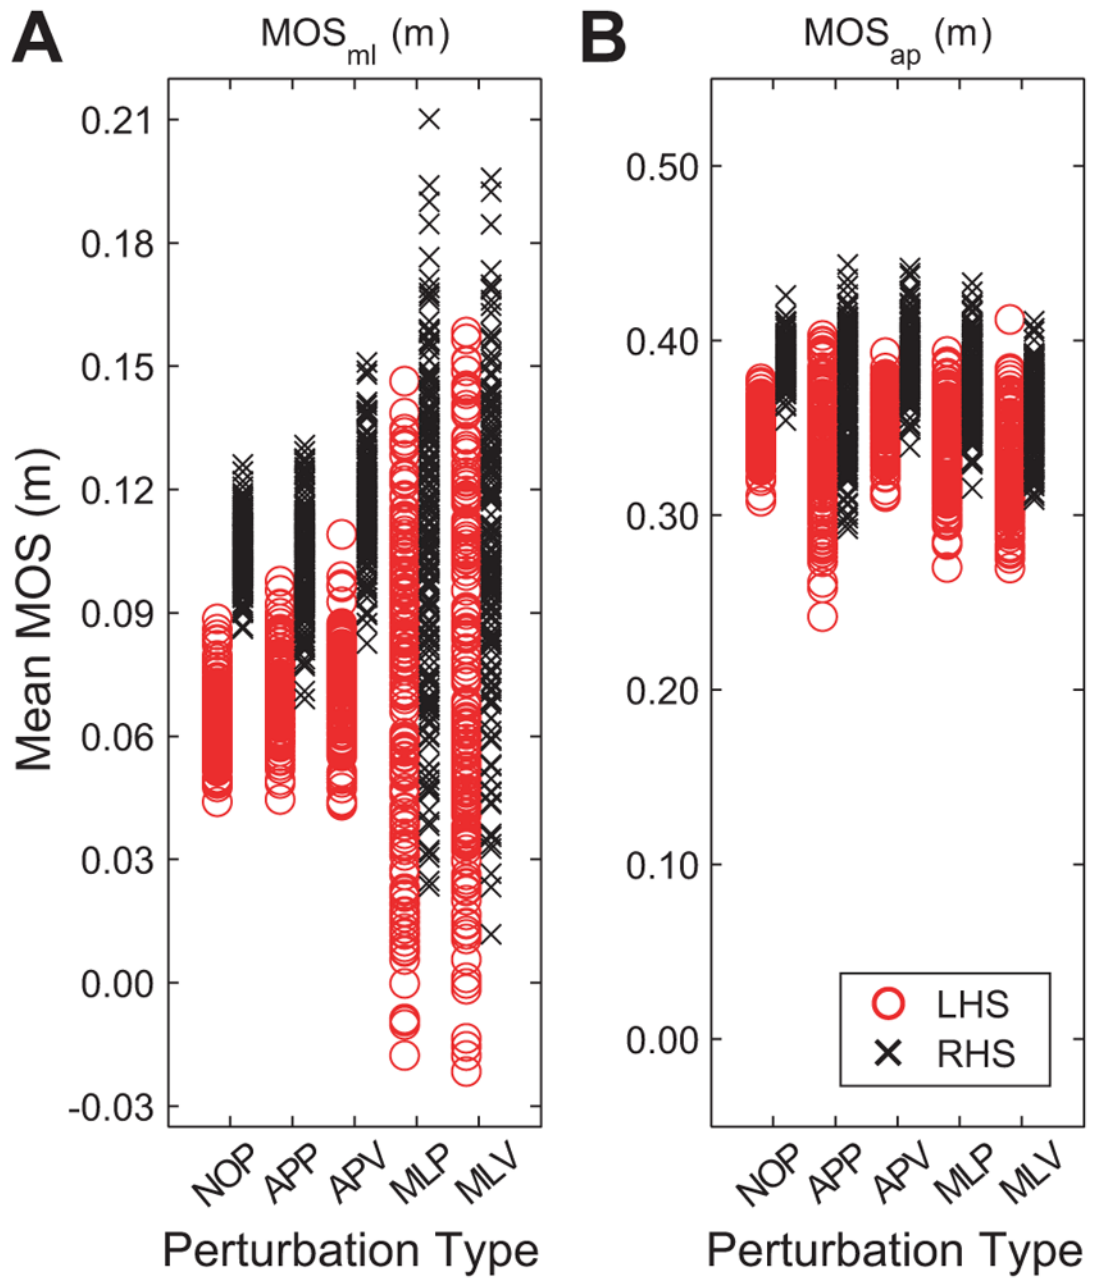 A
MOSml (m)
Mean MOS (m)
0.21
0.18
0.15
0.12
0.09
0.06
0.03
0.00
-0.03
NOP
APP
APV
MLP
MLV
Perturbation Type
B
MOSap (m)
0.50
0.40
0.30
0.20
0.10
0.00
LHS
RHS
NOP
APP
APV
MLP
MLV
Perturbation Type